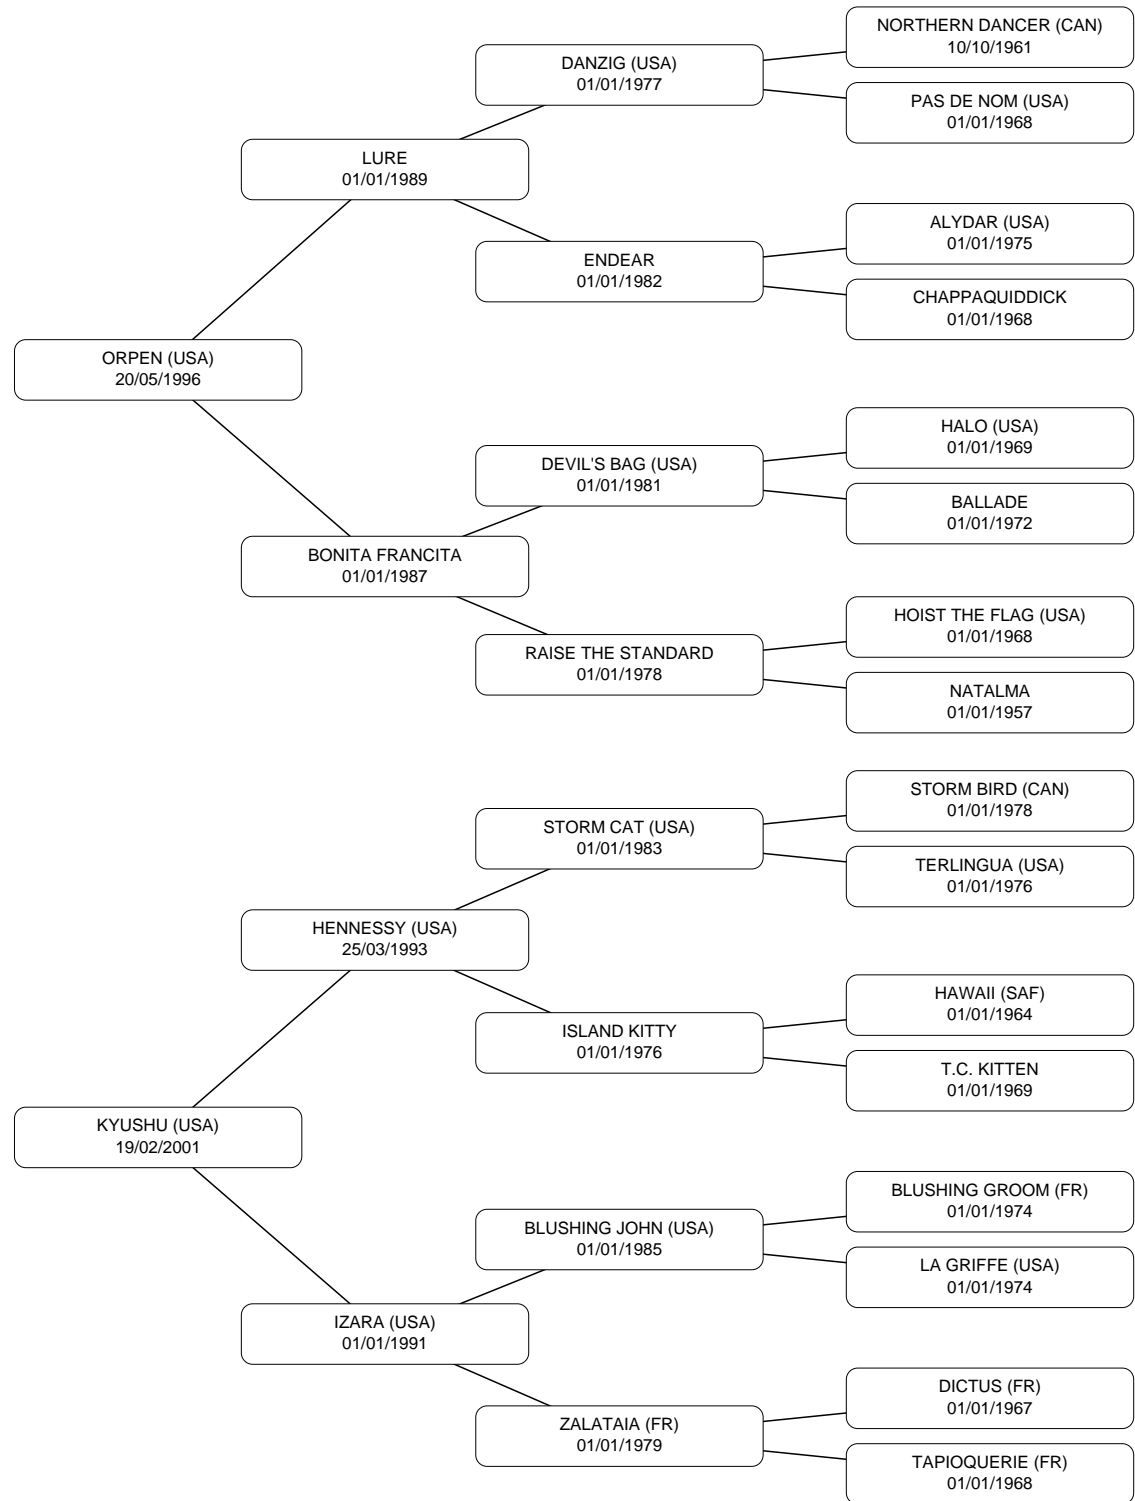 NORTHERN DANCER (CAN)
10/10/1961
DANZIG (USA)
01/01/1977
PAS DE NOM (USA)
01/01/1968
LURE
01/01/1989
ALYDAR (USA)
01/01/1975
ENDEAR
01/01/1982
CHAPPAQUIDDICK
01/01/1968
ORPEN (USA)
20/05/1996
HALO (USA)
01/01/1969
DEVIL'S BAG (USA)
01/01/1981
BALLADE
01/01/1972
BONITA FRANCITA
01/01/1987
HOIST THE FLAG (USA)
01/01/1968
RAISE THE STANDARD
01/01/1978
NATALMA
01/01/1957
STORM BIRD (CAN)
01/01/1978
STORM CAT (USA)
01/01/1983
TERLINGUA (USA)
01/01/1976
HENNESSY (USA)
25/03/1993
HAWAII (SAF)
01/01/1964
ISLAND KITTY
01/01/1976
T.C. KITTEN
01/01/1969
KYUSHU (USA)
19/02/2001
BLUSHING GROOM (FR)
01/01/1974
BLUSHING JOHN (USA)
01/01/1985
LA GRIFFE (USA)
01/01/1974
IZARA (USA)
01/01/1991
DICTUS (FR)
01/01/1967
ZALATAIA (FR)
01/01/1979
TAPIOQUERIE (FR)
01/01/1968